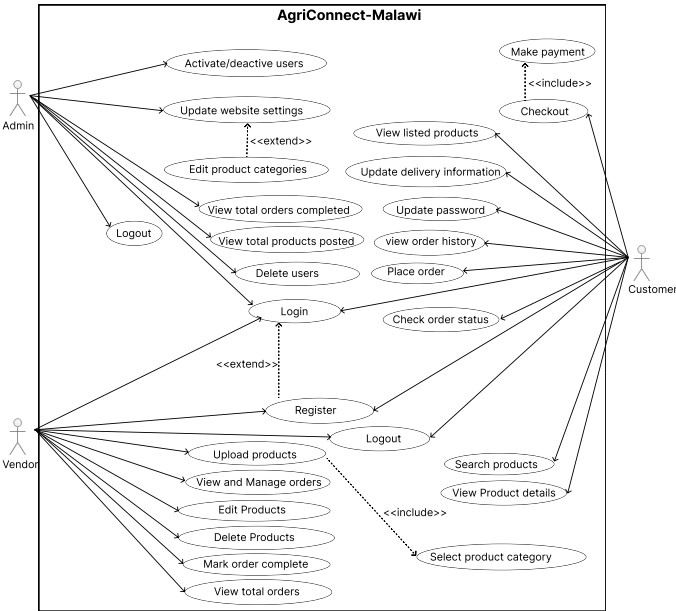 AgriConnect-Malawi
Make payment
Activate/deactive users
<<include>>
Update website settings
Checkout
Admin
View listed products
<<extend>>
Edit product categories
Update delivery information
View total orders completed
Update password
Logout
View total products posted
view order history
Delete users
Place order
Customer
Login
Check order status
<<extend>>
Register
Logout
Upload products
Vendor
Search products
View and Manage orders
View Product details
Edit Products
<<include>>
Delete Products
Select product category
Mark order complete
View total orders